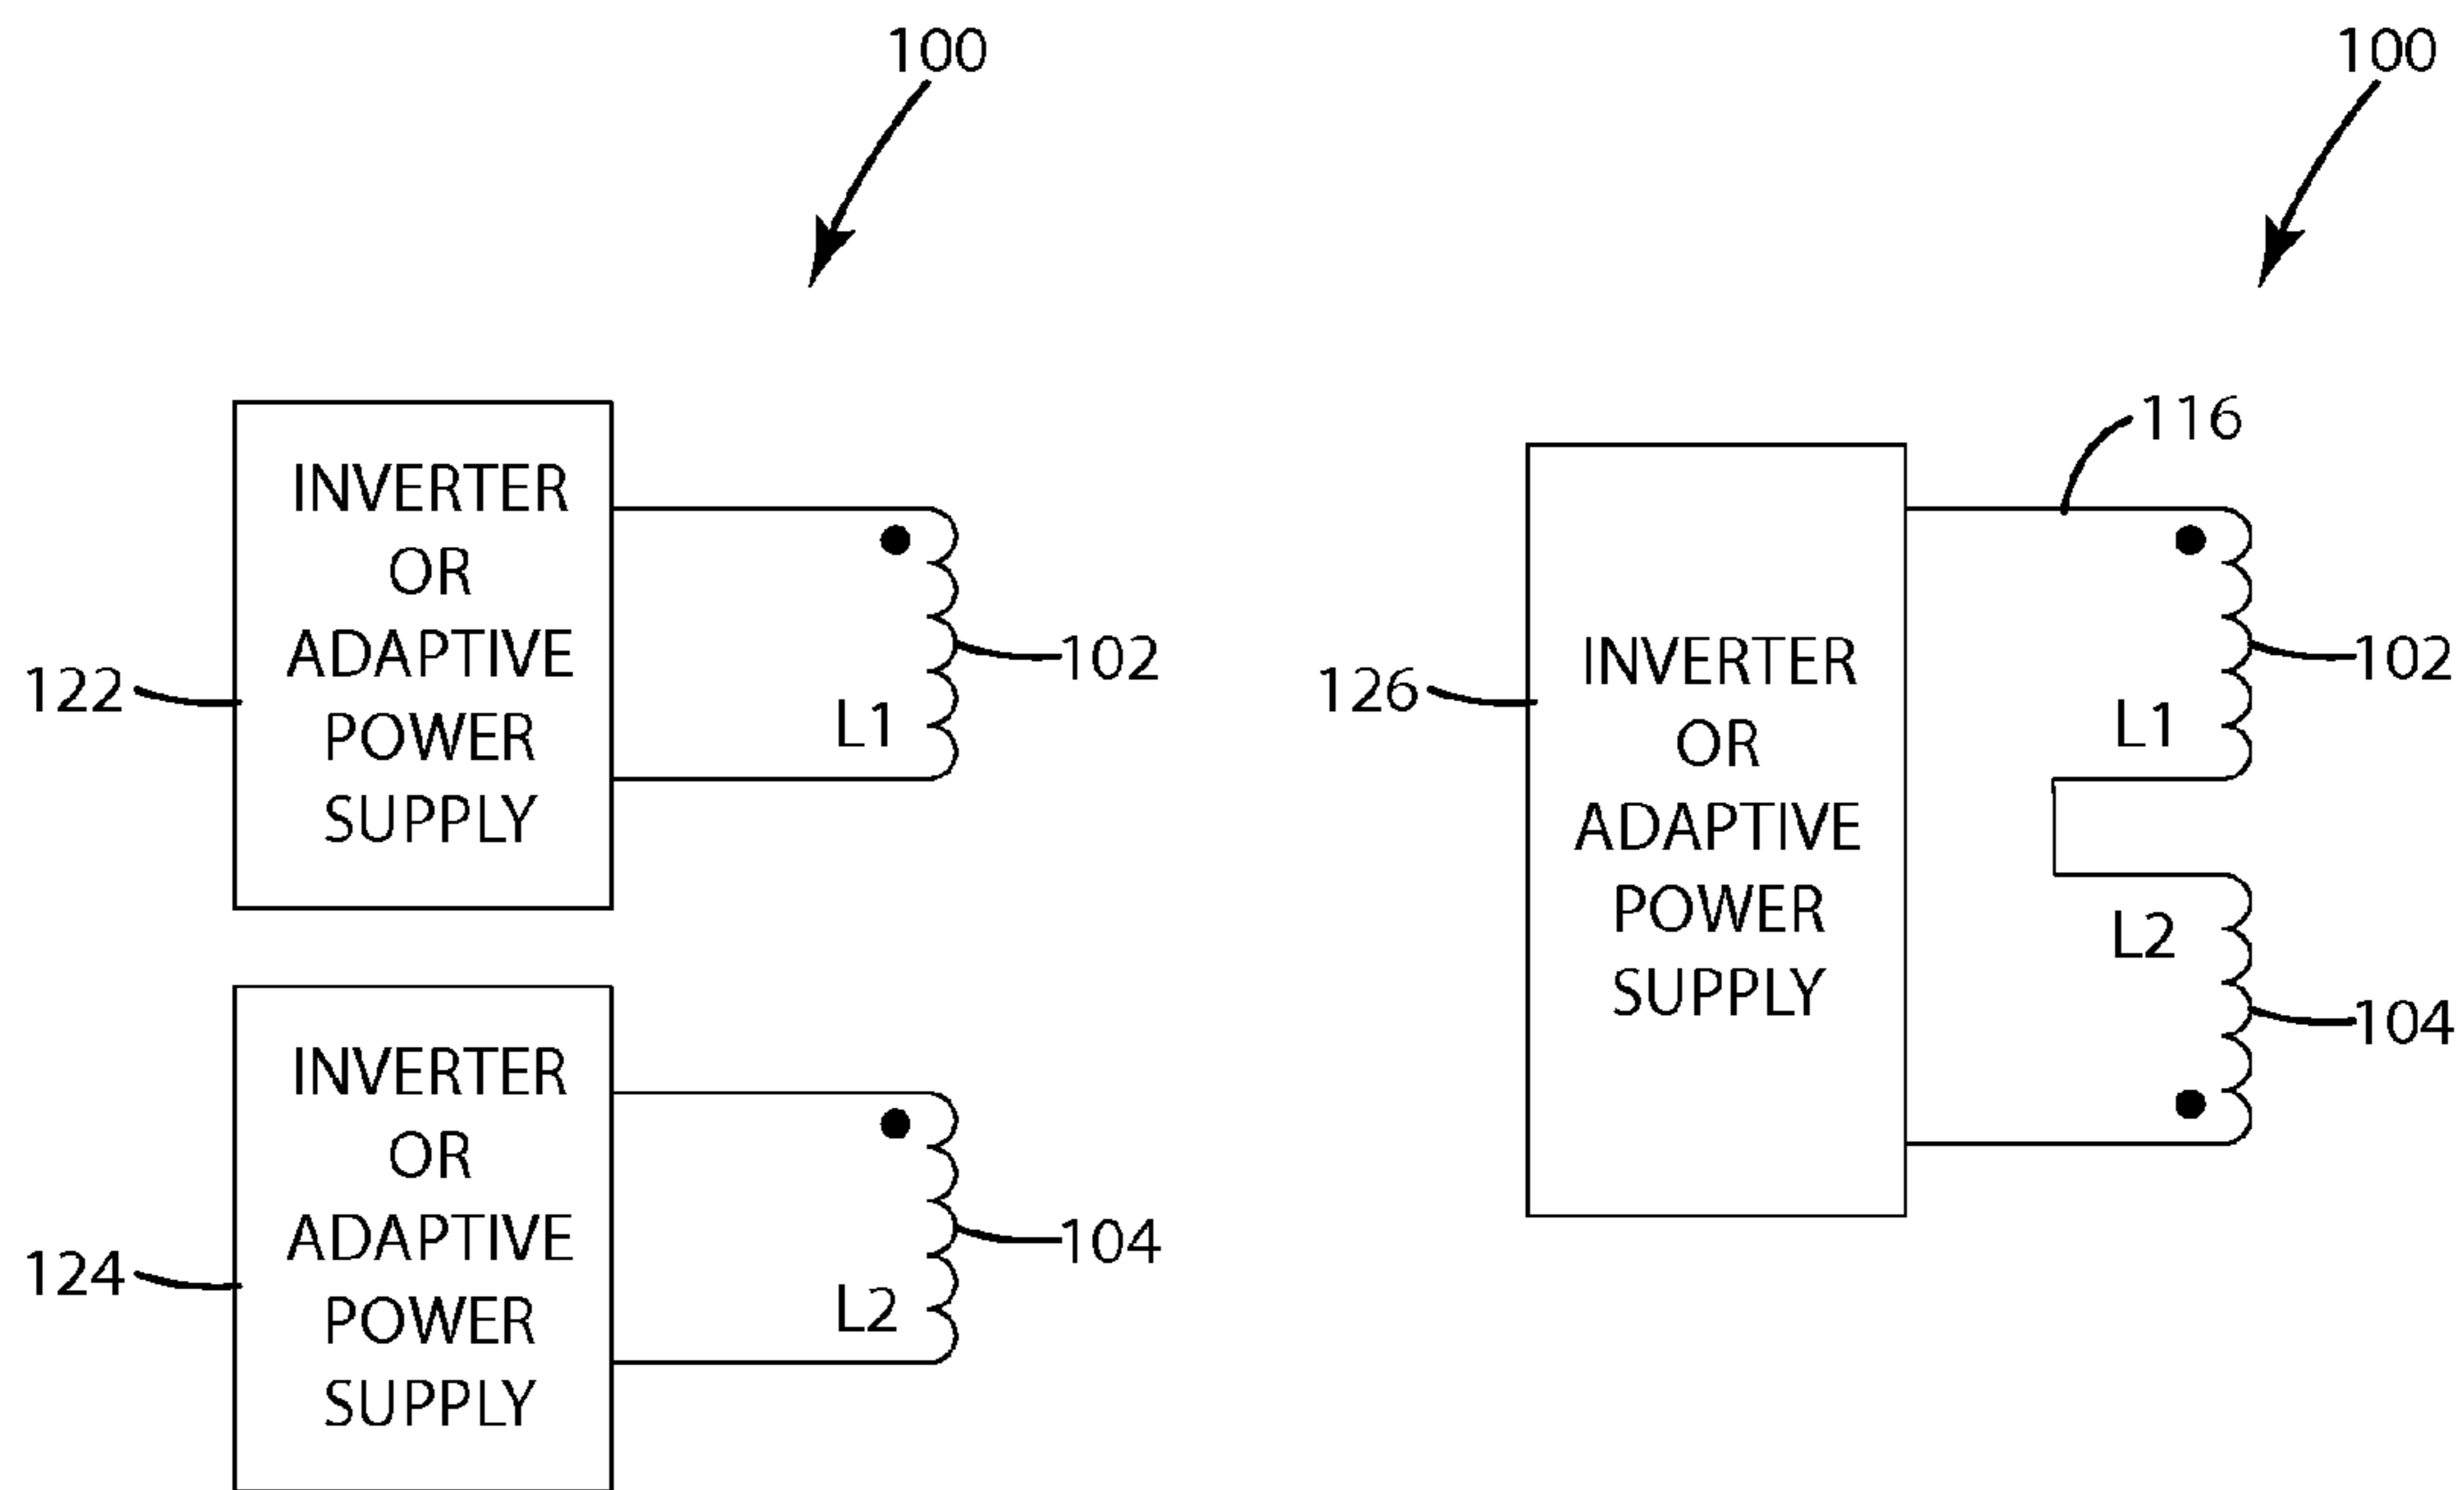 100
INVERTER
OR
ADAPTIVE
POWER
SUPPLY
122
102
L1
INVERTER
OR
ADAPTIVE
POWER
SUPPLY
124
104
L2
100
116
INVERTER
OR
ADAPTIVE
POWER
SUPPLY
126
102
L1
L2
104